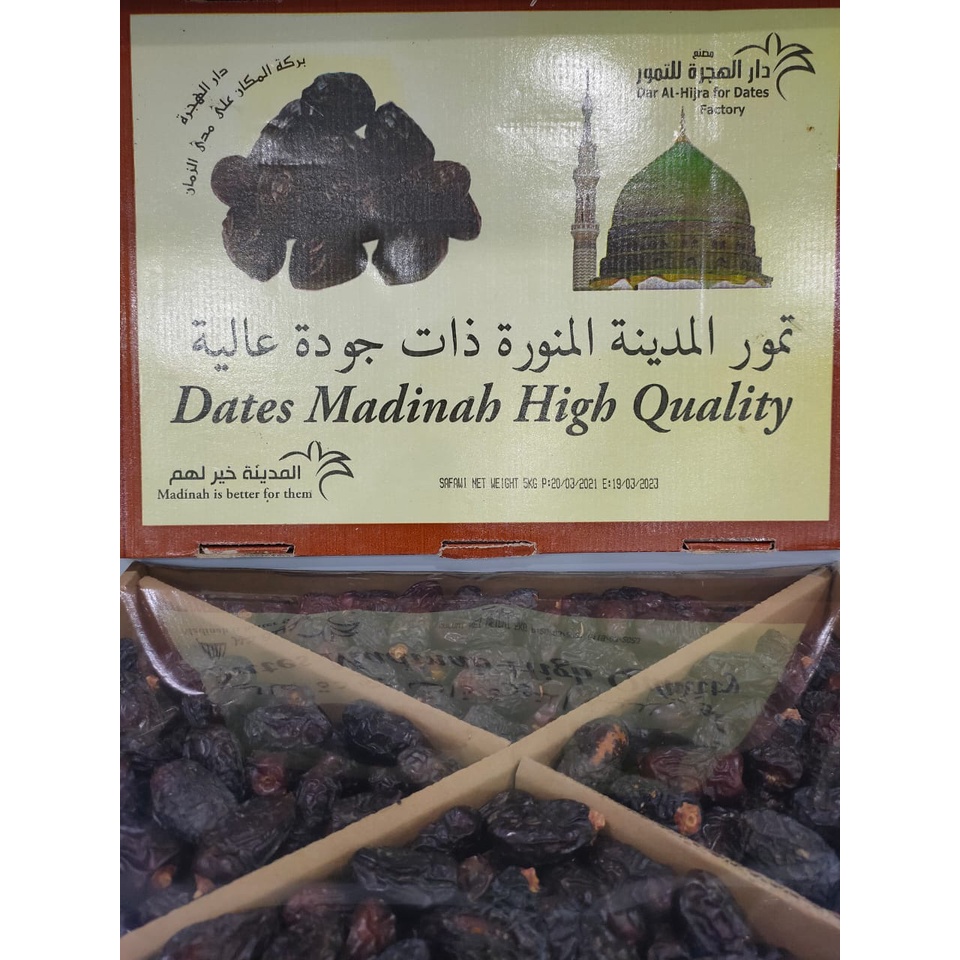 دار الهجرة
بركة المكان على مدى الزمان
مصنع
دار الهجرة للتمور
Dar Al-Hijra for Dates
Factory
تمور المدينة المنورة ذات جودة عالية
Dates Madinah High Quality
المدينة خير لهم
Madinah is better for them
SAFAWI NET WEIGHT 5KG P:20/03/2021 E:19/03/2023